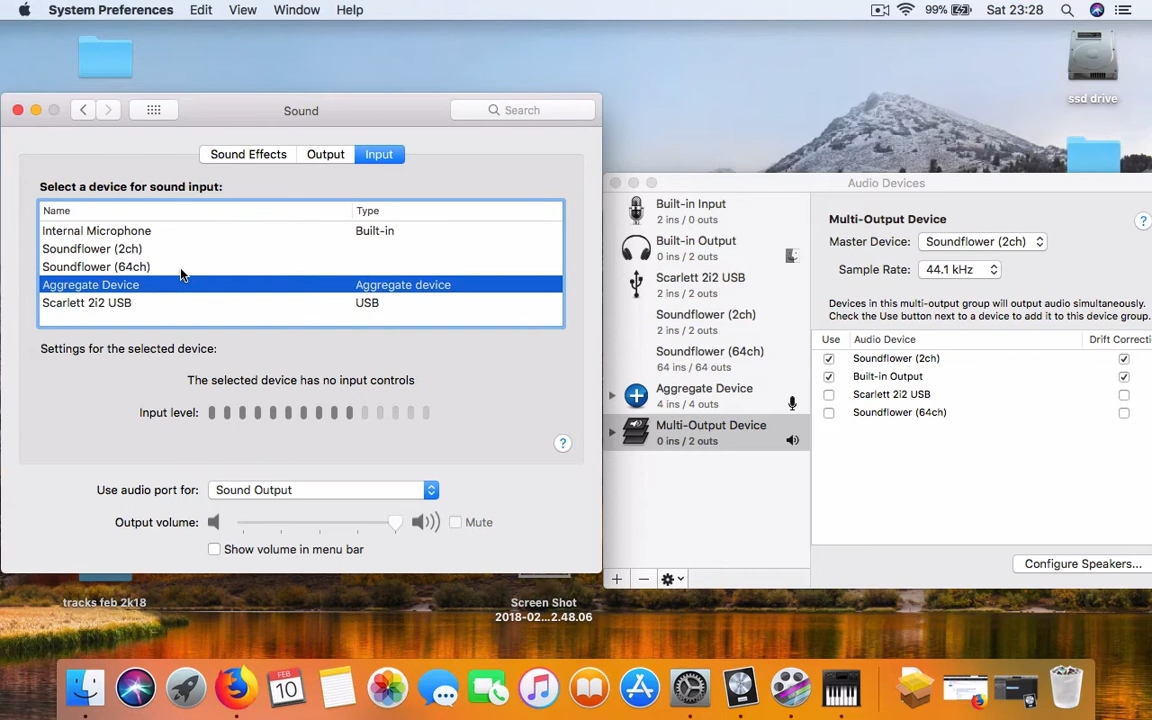 System Preferences Edit View Window Help 99% Sat 23:28
ssd drive
Sound
Search
Sound Effects Output Input
Select a device for sound input:
Name Type
Internal Microphone Built-in
Soundflower (2ch)
Soundflower (64ch)
Aggregate Device Aggregate device
Scarlett 2i2 USB USB
Settings for the selected device:
The selected device has no input controls
Input level:
?
Use audio port for: Sound Output
Output volume: Mute
Show volume in menu bar
Audio Devices
Built-in Input
2 ins / 0 outs
Built-in Output
0 ins / 2 outs
Scarlett 2i2 USB
2 ins / 2 outs
Soundflower (2ch)
2 ins / 2 outs
Soundflower (64ch)
64 ins / 64 outs
Aggregate Device
4 ins / 4 outs
Multi-Output Device
0 ins / 2 outs
Multi-Output Device
?
Master Device: Soundflower (2ch)
Sample Rate: 44.1 kHz
Devices in this multi-output group will output audio simultaneously.
Check the Use button next to a device to add it to this device group.
Use Audio Device Drift Correcti
Soundflower (2ch)
Built-in Output
Scarlett 2i2 USB
Soundflower (64ch)
Configure Speakers...
tracks feb 2k18
Screen Shot
2018-02...2.48.06
FEB
10